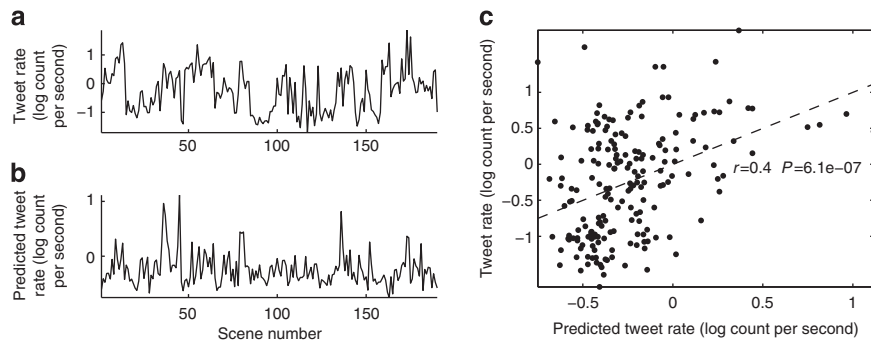 a
Tweet rate
(log count
per second)
1
0
−1
50
100
150
b
Predicted tweet
rate (log count
per second)
1
0
50
100
150
Scene number
c
Tweet rate (log count per second)
1
0.5
0
−0.5
−1
r=0.4 P=6.1e−07
−0.5
0
0.5
1
Predicted tweet rate (log count per second)